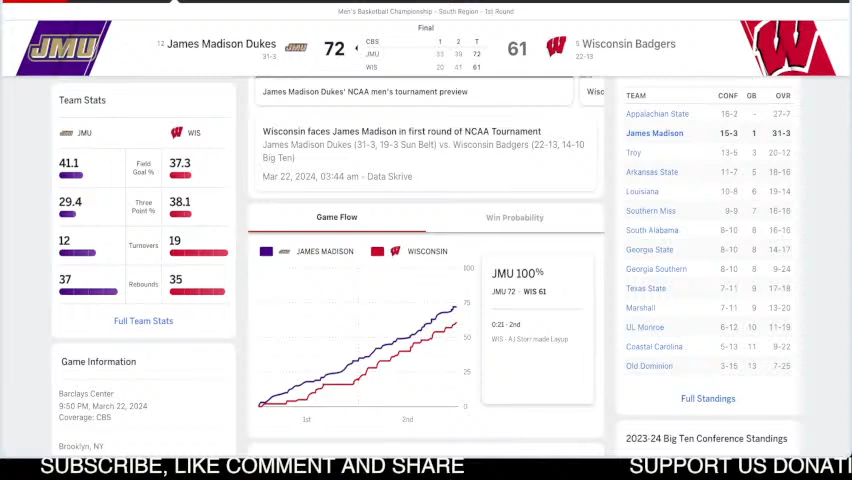 Men's Basketball Championship - South Region - 1st Round
Final
12 James Madison Dukes
31-3
JMU
72
CBS 1 2 T
JMU 33 39 72
WIS 20 41 61
61
5 Wisconsin Badgers
22-13
Team Stats
JMU WIS
41.1 Field Goal % 37.3
29.4 Three Point % 38.1
12 Turnovers 19
37 Rebounds 35
Full Team Stats
Game Information
Barclays Center
9:50 PM, March 22, 2024
Coverage: CBS
Brooklyn, NY
James Madison Dukes' NCAA men's tournament preview
Wisc
Wisconsin faces James Madison in first round of NCAA Tournament
James Madison Dukes (31-3, 19-3 Sun Belt) vs. Wisconsin Badgers (22-13, 14-10
Big Ten)
Mar 22, 2024, 03:44 am - Data Skrive
Game Flow Win Probability
JAMES MADISON WISCONSIN
100
75
50
25
0
1st 2nd
JMU 100%
JMU 72 - WIS 61
0:21 - 2nd
WIS - AJ Storr made Layup
TEAM CONF GB OVR
Appalachian State 16-2 - 27-7
James Madison 15-3 1 31-3
Troy 13-5 3 20-12
Arkansas State 11-7 5 18-16
Louisiana 10-8 6 19-14
Southern Miss 9-9 7 16-16
South Alabama 8-10 8 16-16
Georgia State 8-10 8 14-17
Georgia Southern 8-10 8 9-24
Texas State 7-11 9 17-18
Marshall 7-11 9 13-20
UL Monroe 6-12 10 11-19
Coastal Carolina 5-13 11 9-22
Old Dominion 3-15 13 7-25
Full Standings
2023-24 Big Ten Conference Standings
SUBSCRIBE, LIKE COMMENT AND SHARE SUPPORT US DONATI